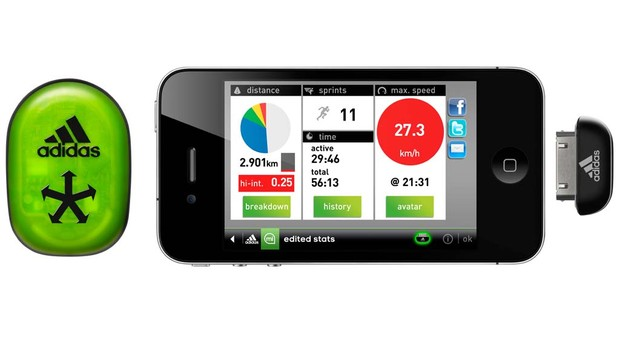 adidas
distance
sprints
max. speed
11
27.3
km/h
time
active
29:46
total
56:13
2.901km
hi-int. 0.25
@ 21:31
breakdown
history
avatar
edited stats
ok
adidas